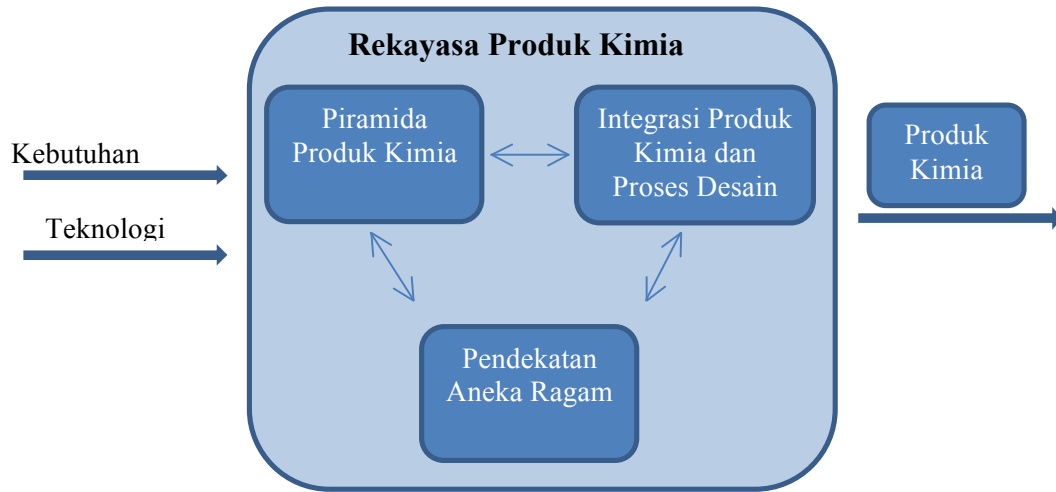 Rekayasa Produk Kimia
Kebutuhan
Teknologi
Piramida
Produk Kimia
Integrasi Produk
Kimia dan
Proses Desain
Pendekatan
Aneka Ragam
Produk
Kimia